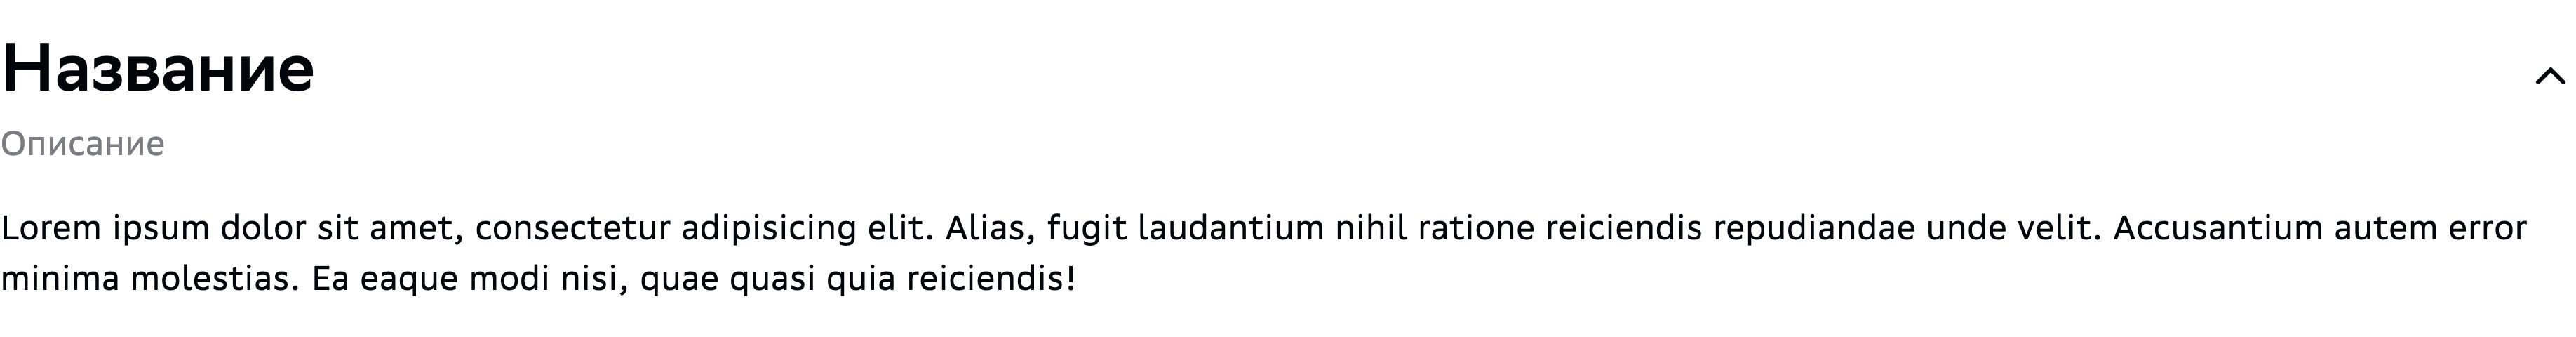 Название
Описание
Lorem ipsum dolor sit amet, consectetur adipisicing elit. Alias, fugit laudantium nihil ratione reiciendis repudiandae unde velit. Accusantium autem error
minima molestias. Ea eaque modi nisi, quae quasi quia reiciendis!